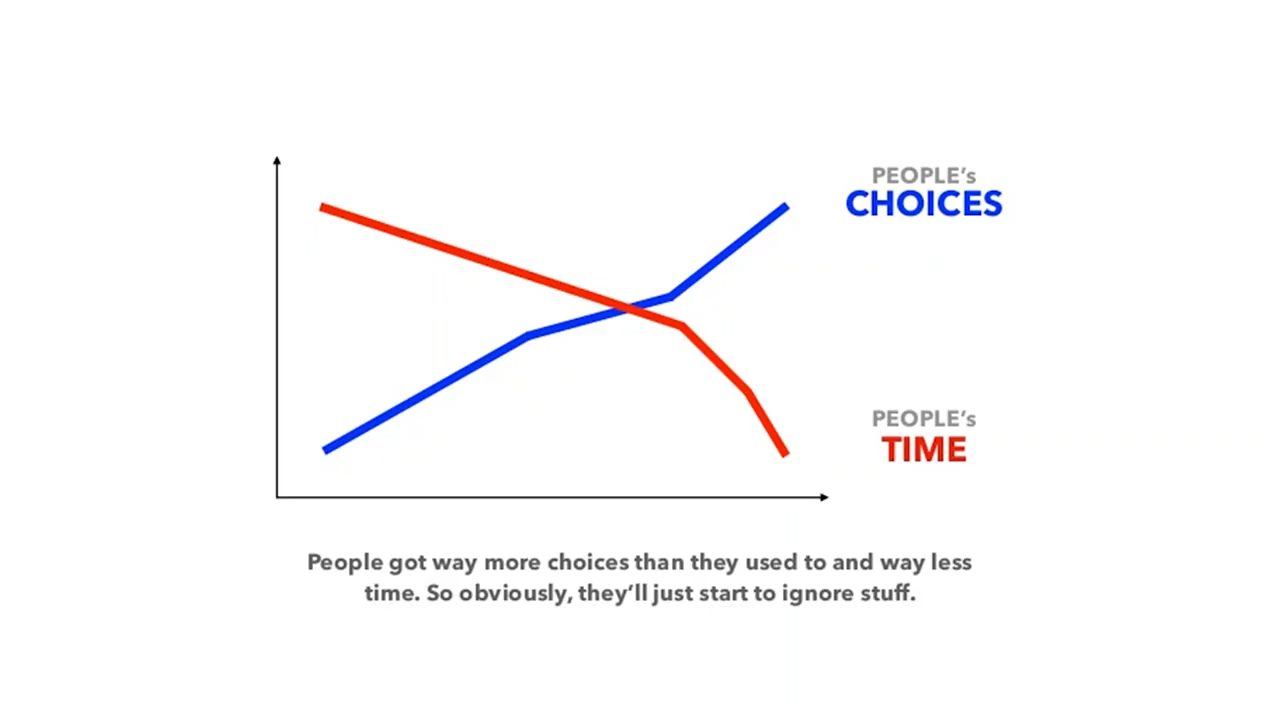 PEOPLE's
CHOICES
PEOPLE's
TIME
People got way more choices than they used to and way less
time. So obviously, they'll just start to ignore stuff.